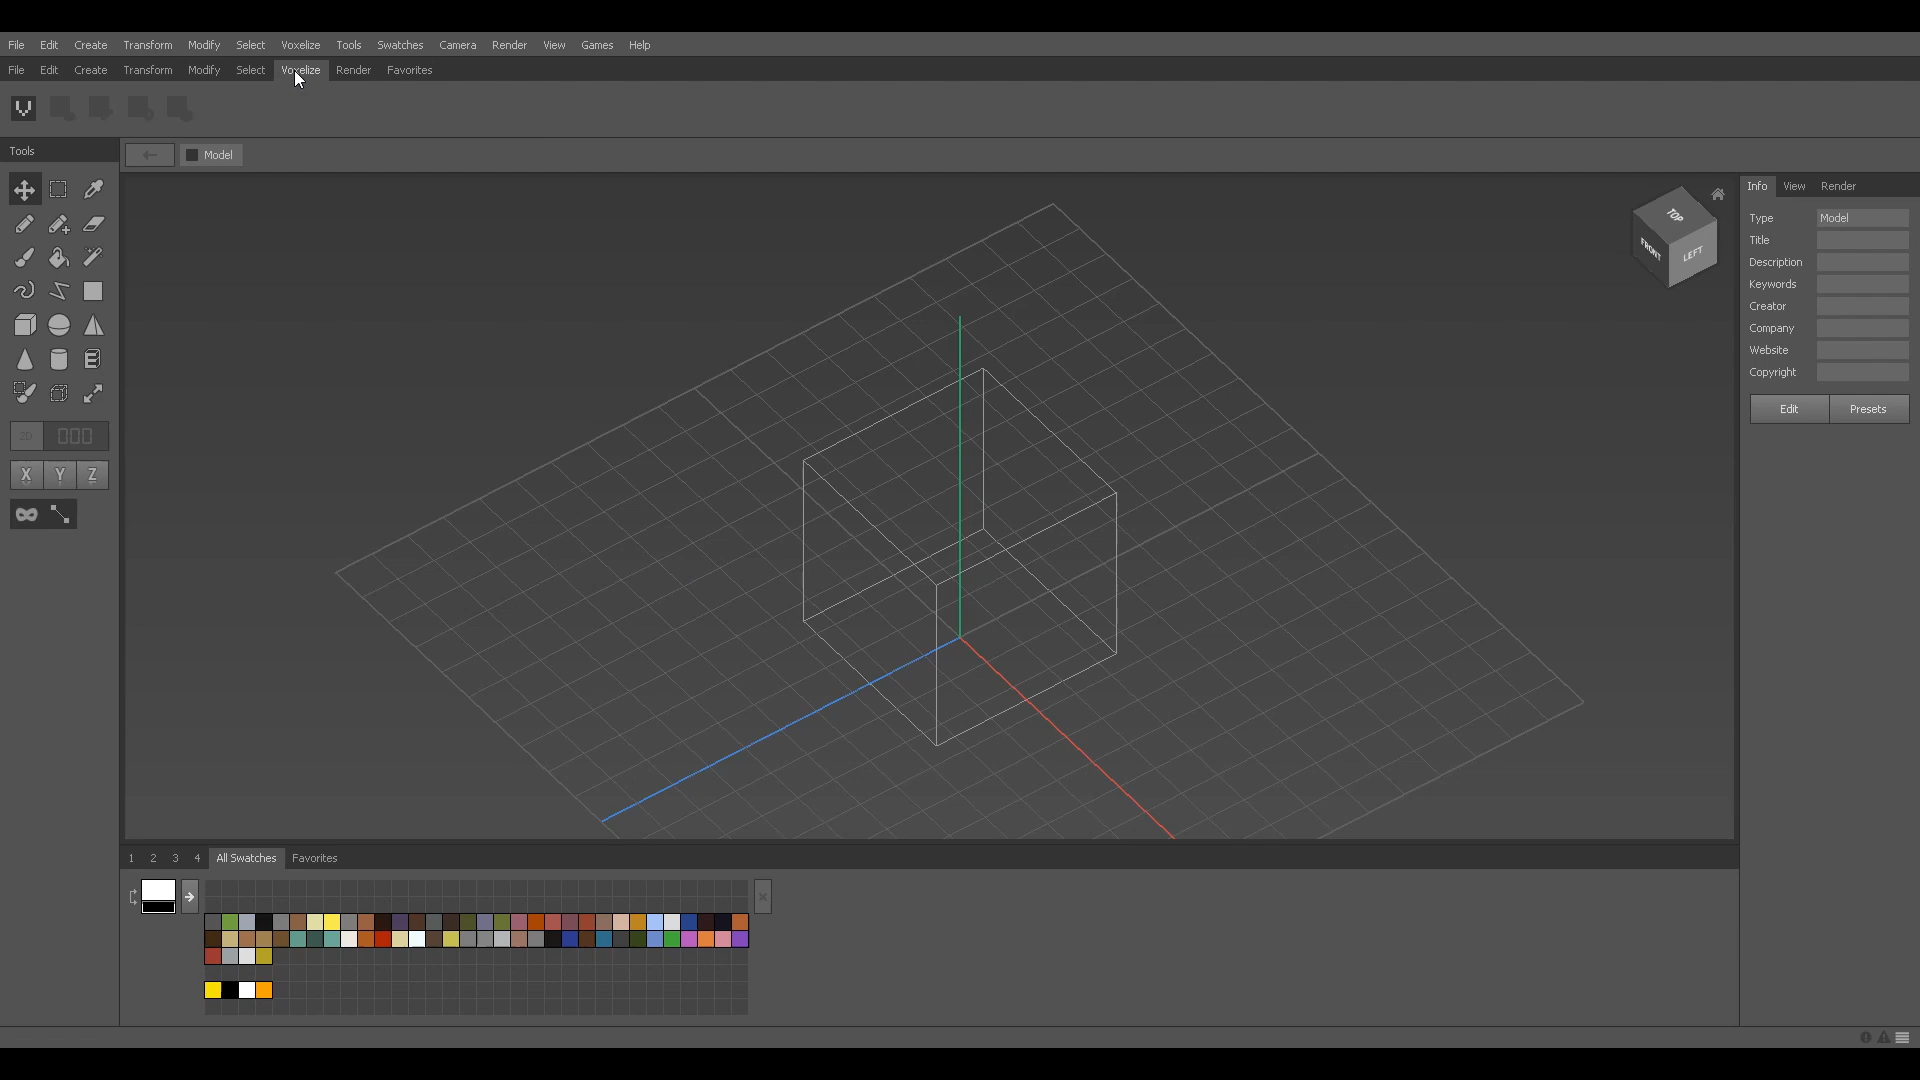 File Edit Create Transform Modify Select Voxelize Tools Swatches Camera Render View Games Help
File Edit Create Transform Modify Select Voxelize Render Favorites
V
Tools
Model
Info View Render
TOP
FRONT LEFT
Type Model
Title
Description
Keywords
Creator
Company
Website
Copyright
Edit Presets
2D
X Y Z
1 2 3 4 All Swatches Favorites